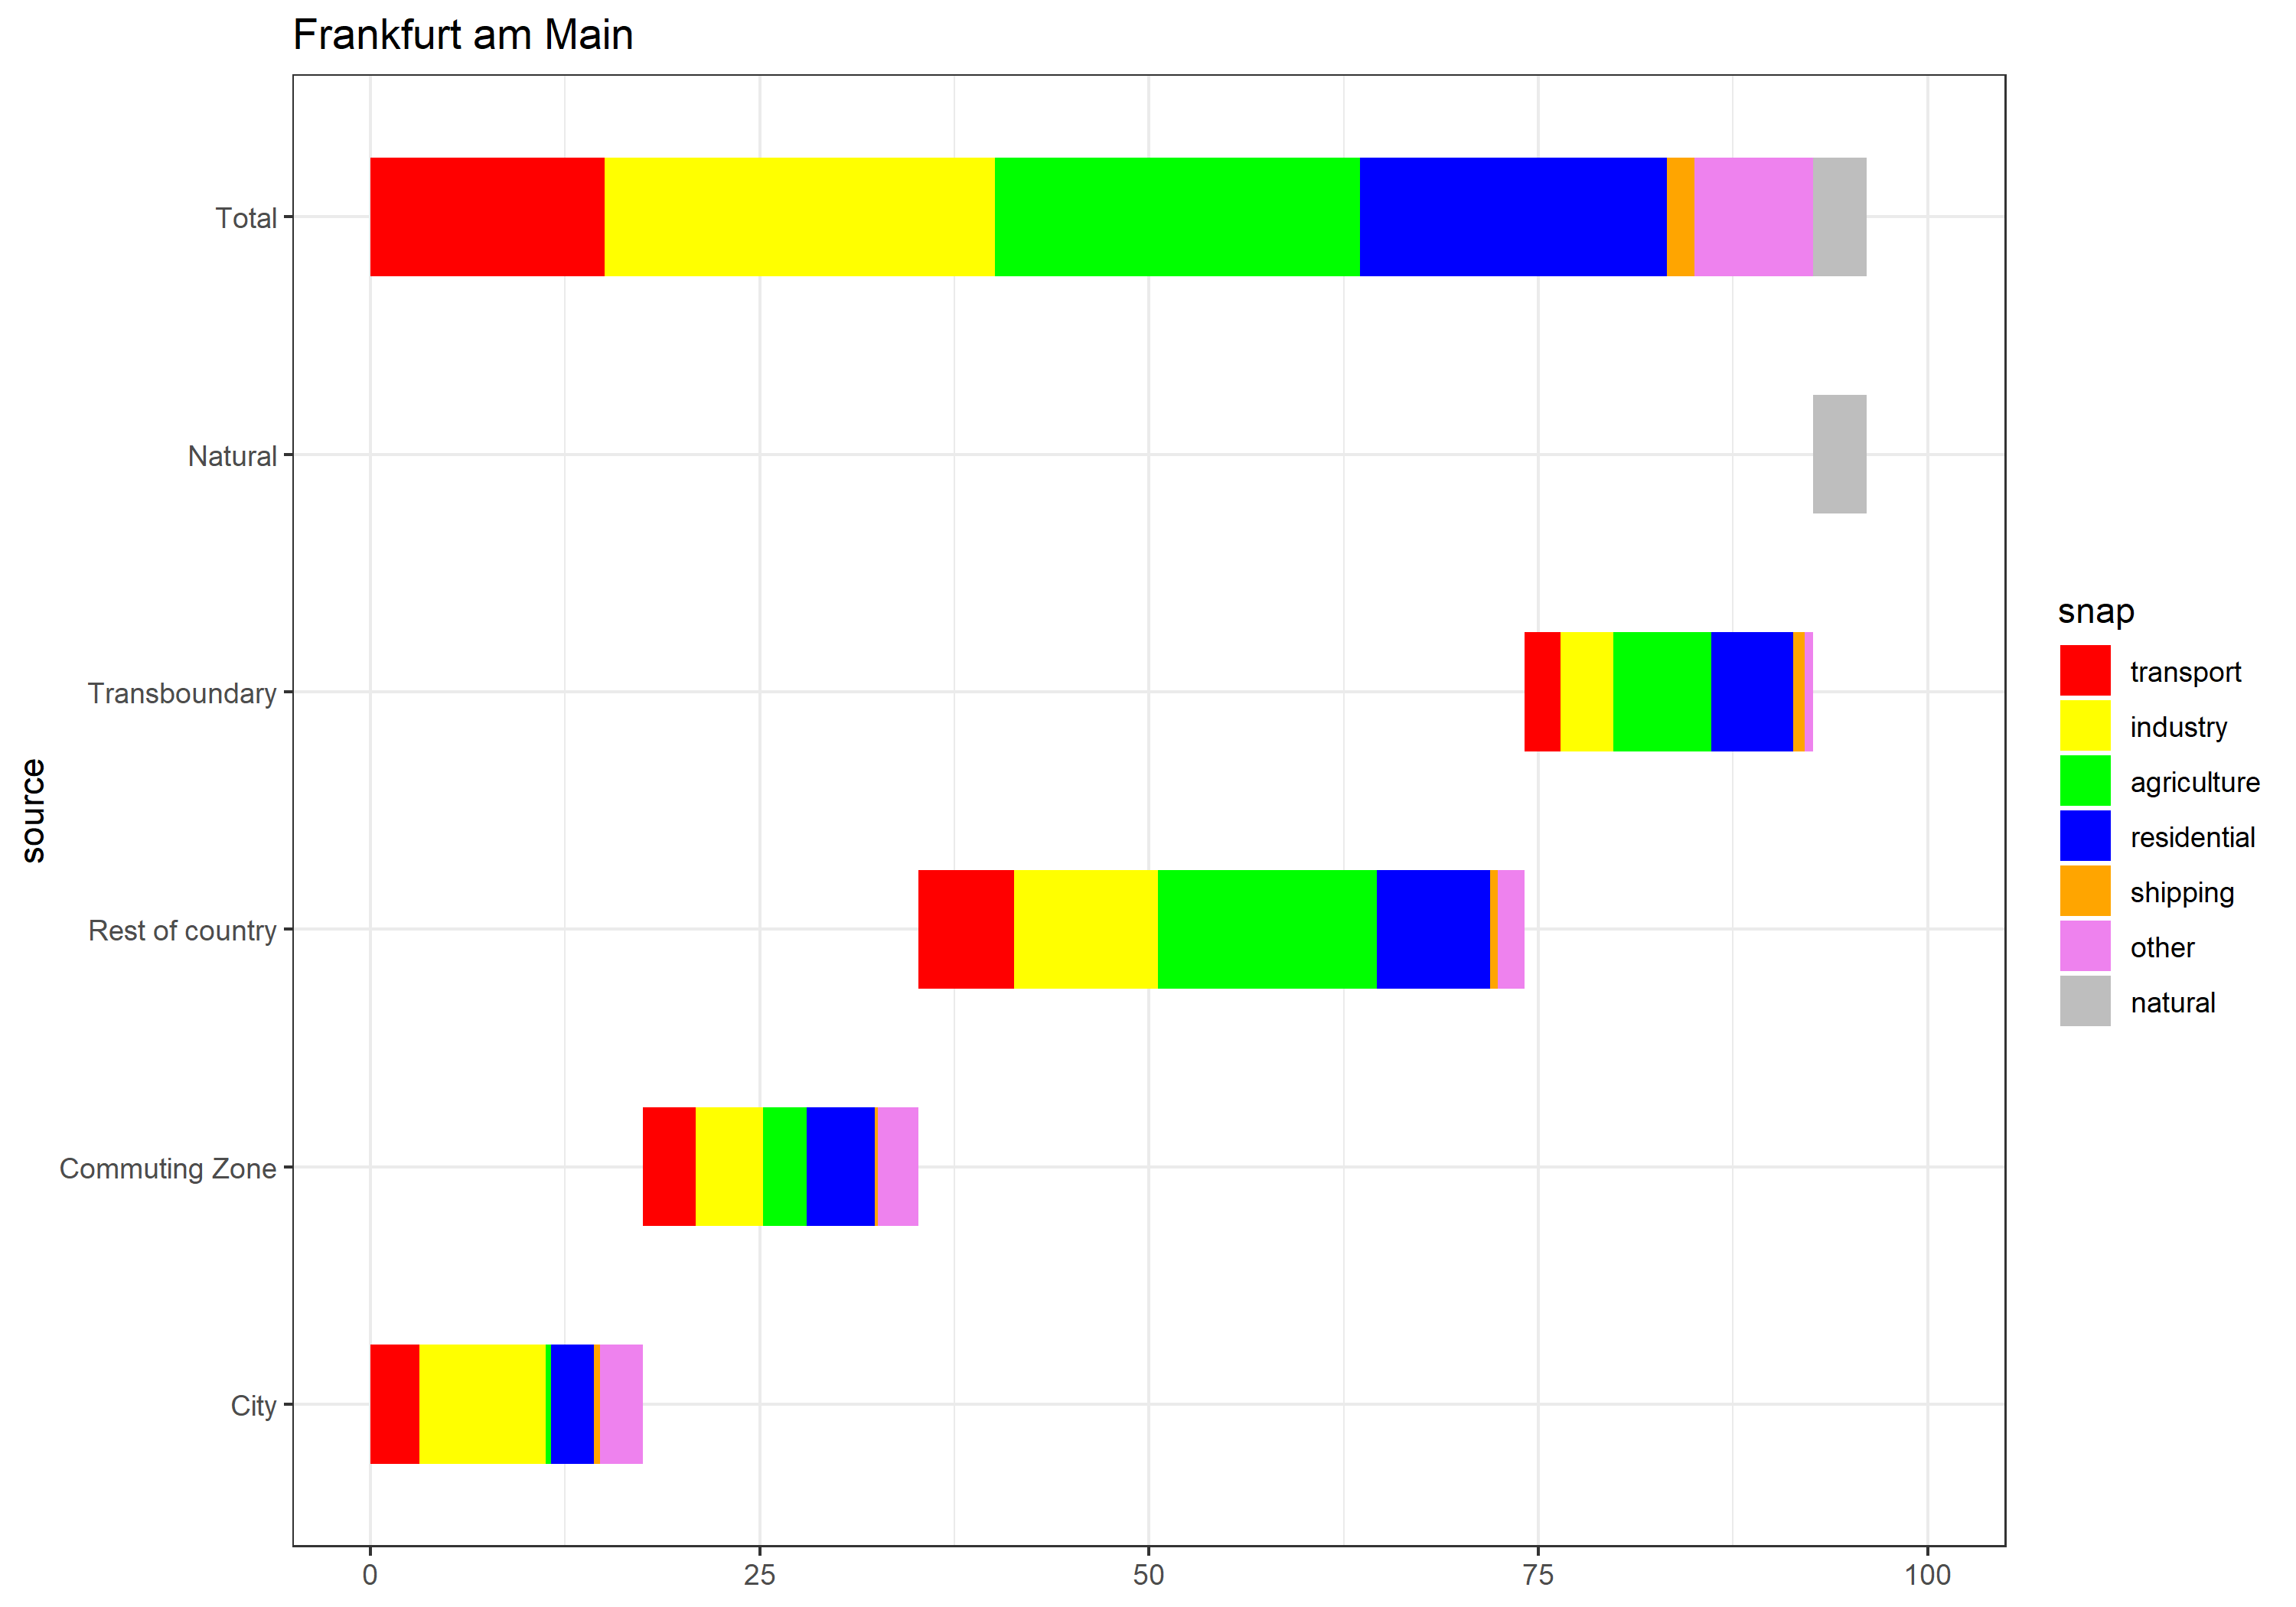 Frankfurt am Main
Total
Natural
Transboundary
Rest of country
Commuting Zone
City
source
0 25 50 75 100
snap
transport
industry
agriculture
residential
shipping
other
natural